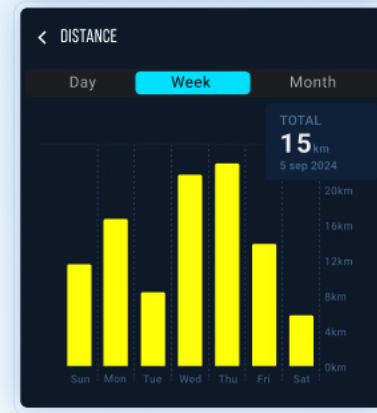 DISTANCE
Day Week Month
TOTAL
15km
5 sep 2024
20km
16km
12km
8km
4km
0km
Sun Mon Tue Wed Thu Fri Sat